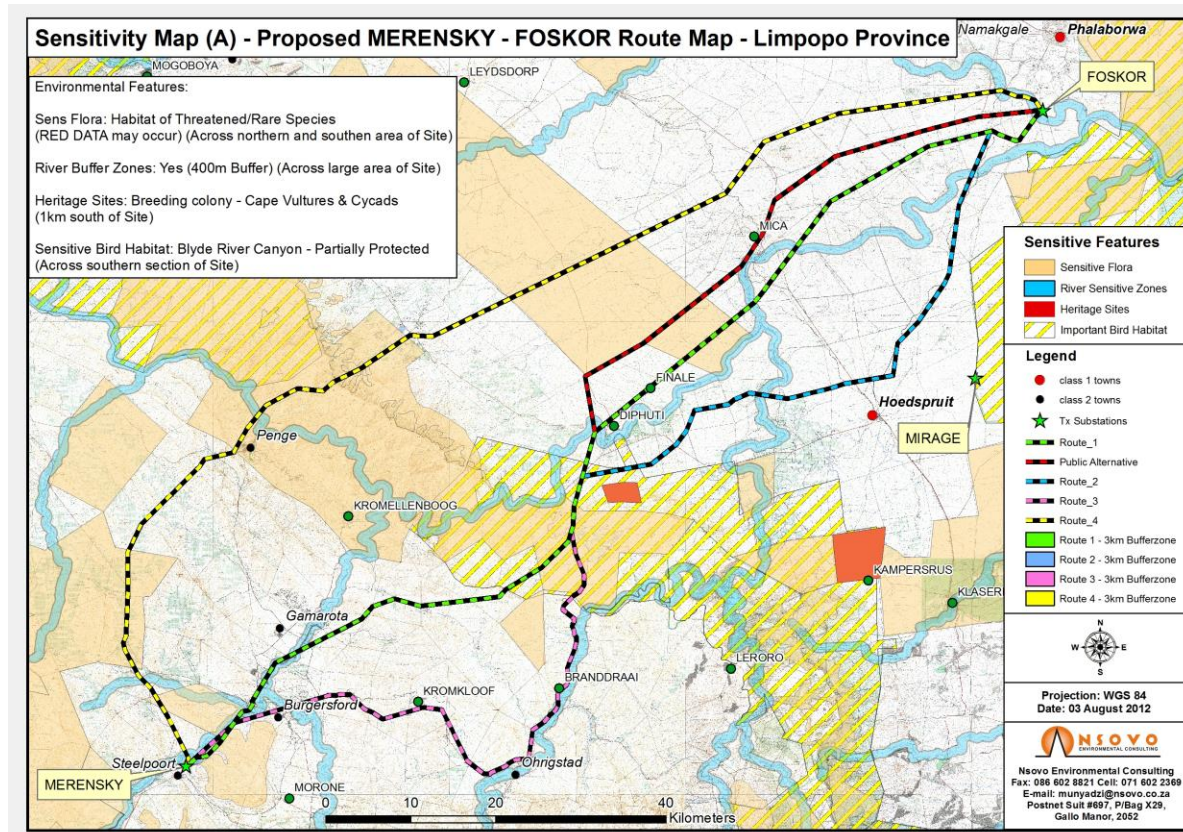 Sensitivity Map (A) - Proposed MERENSKY - FOSKOR Route Map - Limpopo Province
Namakgale
Phalaborwa
MOGOBOYA
LEYDSDORP
FOSKOR
Environmental Features:
Sens Flora: Habitat of Threatened/Rare Species
(RED DATA may occur) (Across northern and southen area of Site)
River Buffer Zones: Yes (400m Buffer) (Across large area of Site)
Heritage Sites: Breeding colony - Cape Vultures & Cycads
(1km south of Site)
Sensitive Bird Habitat: Blyde River Canyon - Partially Protected
(Across southern section of Site)
MICA
FINALE
DIPHUTI
Hoedspruit
MIRAGE
Penge
KROMELLENBOOG
KAMPERSRUS
KLASERI
Gamarota
LERORO
BRANDDRAAI
KROMKLOOF
Burgersford
Steelpoort
Ohrigstad
MERENSKY
MORONE
0 10 20 40
Kilometers
Sensitive Features
Sensitive Flora
River Sensitive Zones
Heritage Sites
Important Bird Habitat
Legend
class 1 towns
class 2 towns
Tx Substations
Route_1
Public Alternative
Route_2
Route_3
Route_4
Route 1 - 3km Bufferzone
Route 2 - 3km Bufferzone
Route 3 - 3km Bufferzone
Route 4 - 3km Bufferzone
N
W E
S
Projection: WGS 84
Date: 03 August 2012
NSOVO
ENVIRONMENTAL CONSULTING
Nsovo Environmental Consulting
Fax: 086 602 8821 Cell: 071 602 2369
E-mail: munyadzi@nsovo.co.za
Postnet Suit #697, P/Bag X29,
Gallo Manor, 2052